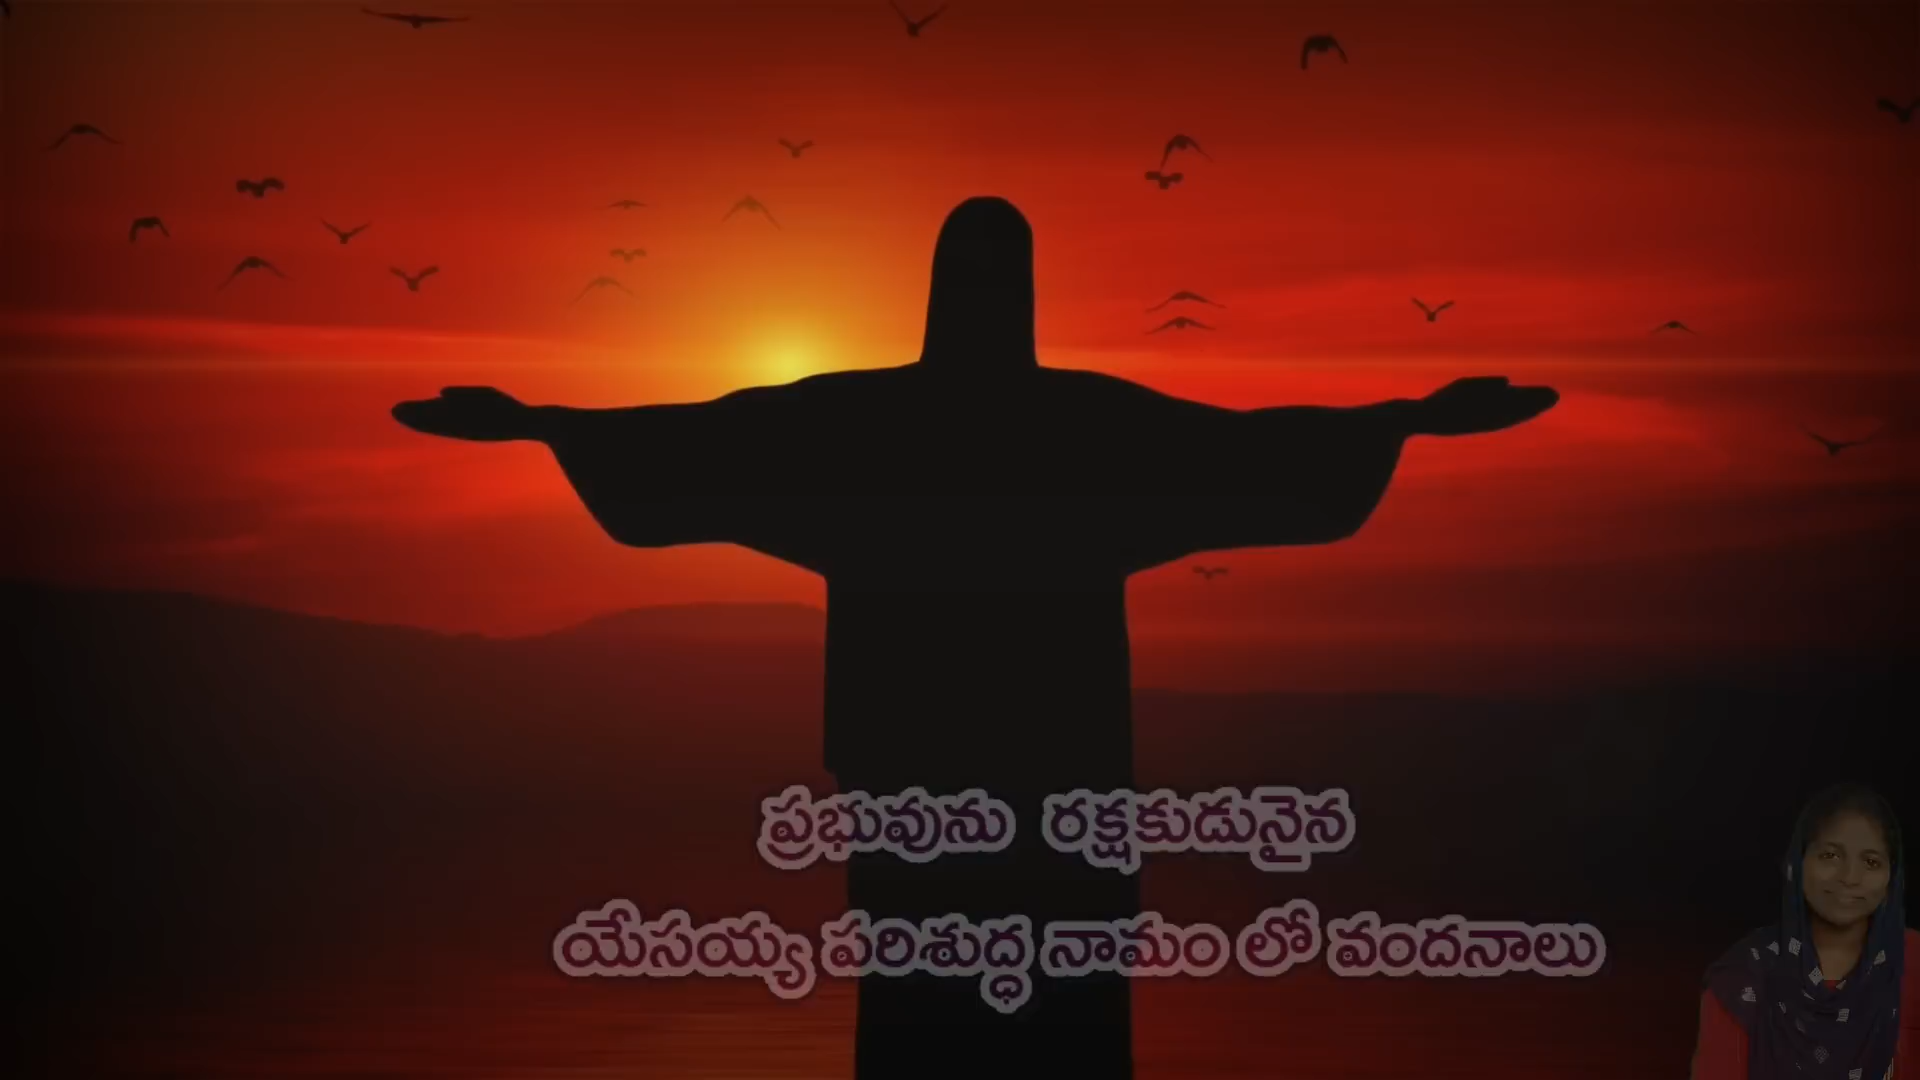 ప్రభువును రక్షకుడునైన
యేసయ్య పరిశుద్ధ నామం లో వందనాలు